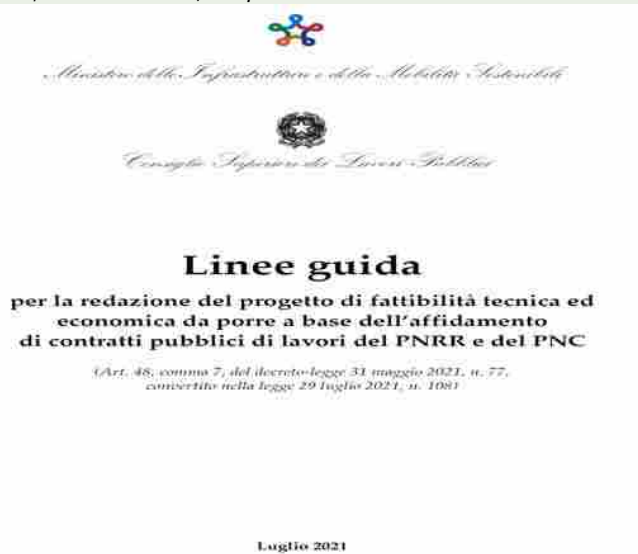 Ministero delle Infrastrutture e della Mobilità Sostenibili
Consiglio Superiore dei Lavori Pubblici
Linee guida
per la redazione del progetto di fattibilità tecnica ed
economica da porre a base dell’affidamento
di contratti pubblici di lavori del PNRR e del PNC
(Art. 48, comma 7, del decreto-legge 31 maggio 2021, n. 77,
convertito nella legge 29 luglio 2021, n. 108)
Luglio 2021